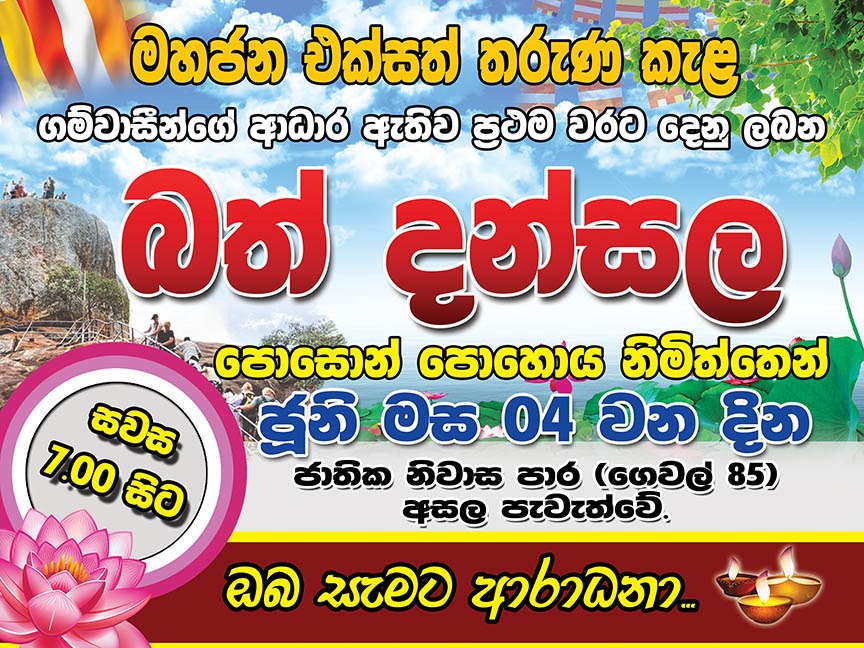 මහජන එක්සත් තරුණ කැළ
ගම්වාසීන්ගේ ආධාර ඇතිව ප්‍රථම වරට දෙනු ලබන
බත් දන්සල
පොසොන් පොහොය නිමිත්තෙන්
ජූනි මස 04 වන දින
ජාතික නිවාස පාර (ගෙවල් 85)
අසල පැවැත්වේ.
සවස
7.00 සිට
ඔබ සැමට ආරාධනා...